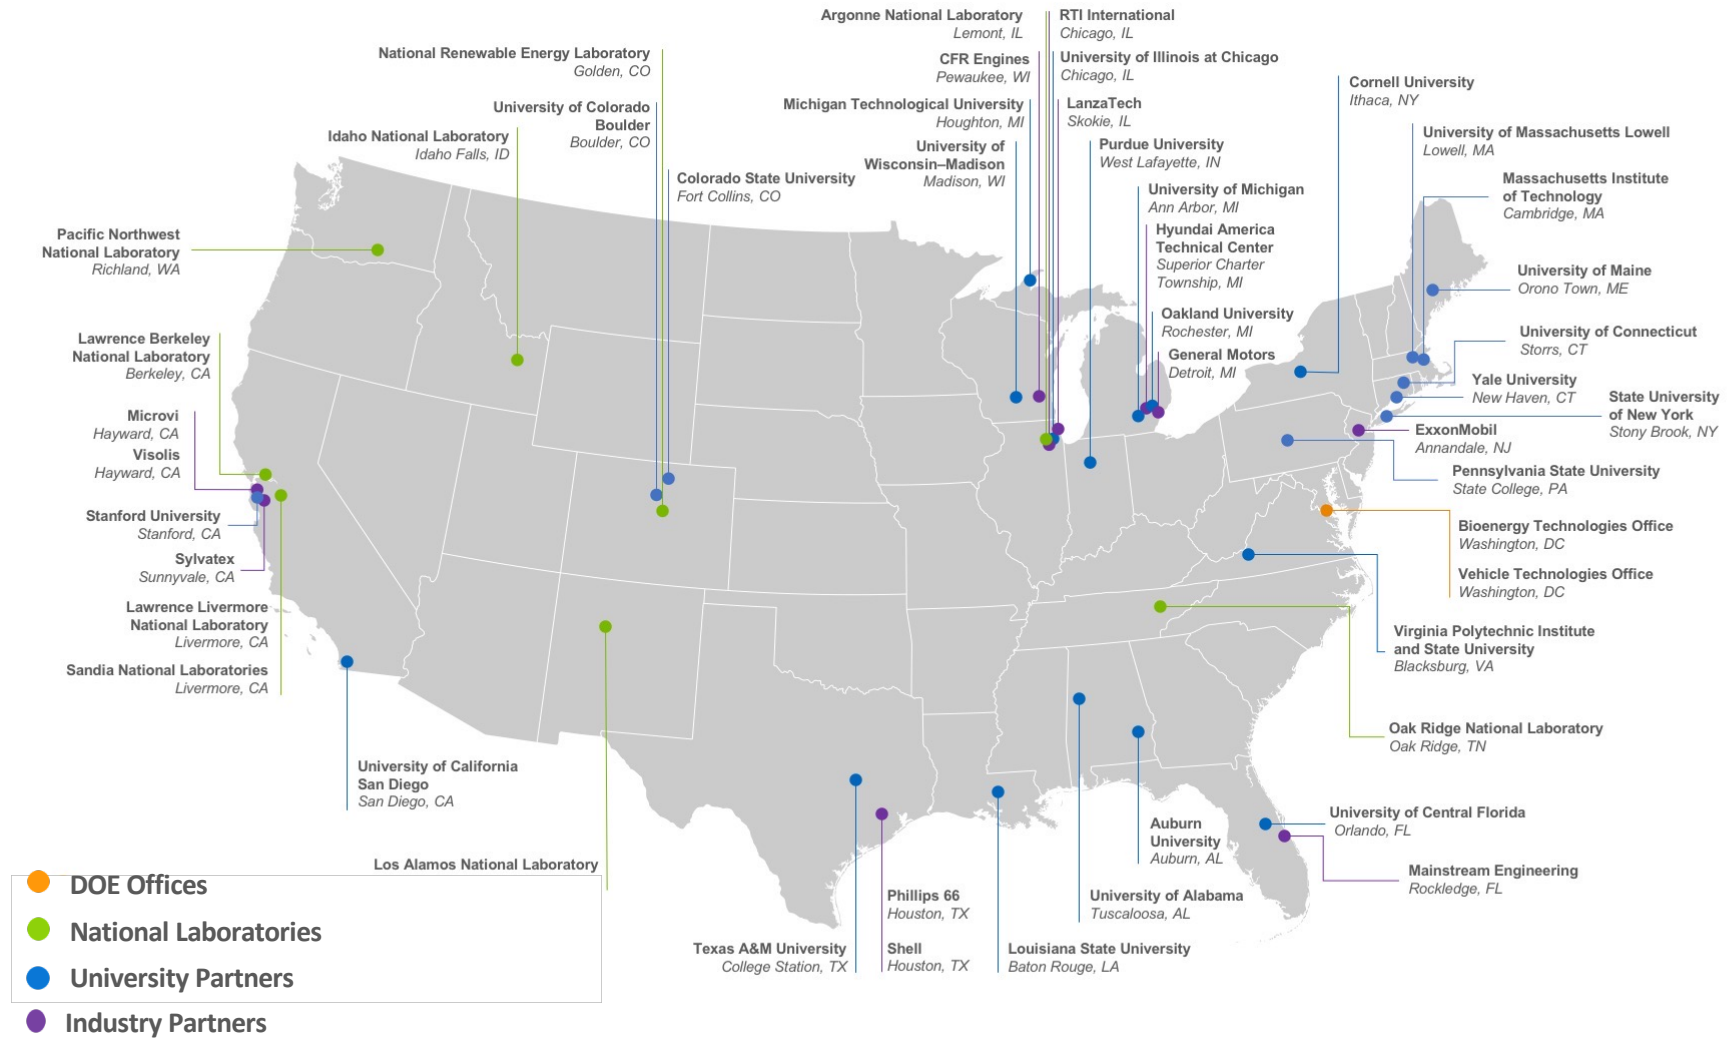 Argonne National Laboratory
Lemont, IL
RTI International
Chicago, IL
National Renewable Energy Laboratory
Golden, CO
CFR Engines
Pewaukee, WI
University of Illinois at Chicago
Chicago, IL
Cornell University
Ithaca, NY
University of Colorado
Boulder
Boulder, CO
Michigan Technological University
Houghton, MI
LanzaTech
Skokie, IL
Idaho National Laboratory
Idaho Falls, ID
University of
Wisconsin–Madison
Madison, WI
Purdue University
West Lafayette, IN
University of Massachusetts Lowell
Lowell, MA
Colorado State University
Fort Collins, CO
University of Michigan
Ann Arbor, MI
Massachusetts Institute
of Technology
Cambridge, MA
Pacific Northwest
National Laboratory
Richland, WA
Hyundai America
Technical Center
Superior Charter
Township, MI
University of Maine
Orono Town, ME
Oakland University
Rochester, MI
University of Connecticut
Storrs, CT
Lawrence Berkeley
National Laboratory
Berkeley, CA
General Motors
Detroit, MI
Yale University
New Haven, CT
State University
of New York
Stony Brook, NY
Microvi
Hayward, CA
Visolis
Hayward, CA
ExxonMobil
Annandale, NJ
Pennsylvania State University
State College, PA
Stanford University
Stanford, CA
Bioenergy Technologies Office
Washington, DC
Sylvatex
Sunnyvale, CA
Vehicle Technologies Office
Washington, DC
Lawrence Livermore
National Laboratory
Livermore, CA
Virginia Polytechnic Institute
and State University
Blacksburg, VA
Sandia National Laboratories
Livermore, CA
Oak Ridge National Laboratory
Oak Ridge, TN
University of California
San Diego
San Diego, CA
University of Central Florida
Orlando, FL
Auburn
University
Auburn, AL
Los Alamos National Laboratory
Mainstream Engineering
Rockledge, FL
Phillips 66
Houston, TX
University of Alabama
Tuscaloosa, AL
Texas A&M University
College Station, TX
Shell
Houston, TX
Louisiana State University
Baton Rouge, LA
DOE Offices
National Laboratories
University Partners
Industry Partners